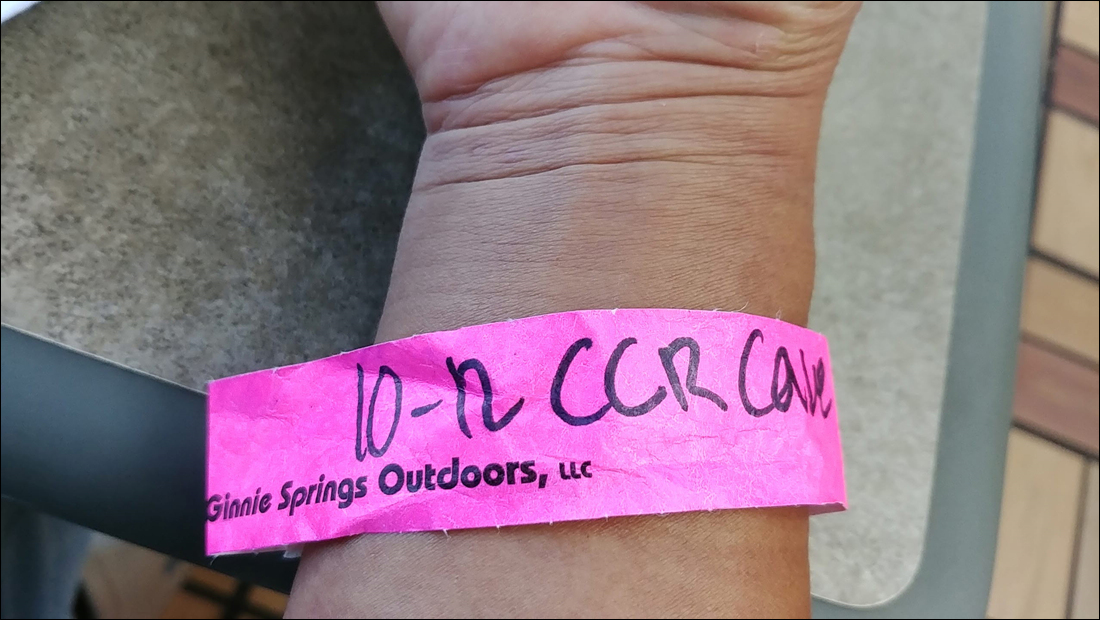 10-12 CCR Cave
Ginnie Springs Outdoors, LLC